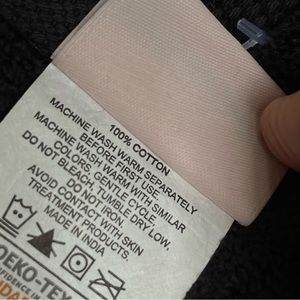 100% COTTON
MACHINE WASH WARM SEPARATELY
BEFORE FIRST USE.
MACHINE WASH WARM WITH SIMILAR
COLORS, GENTLE CYCLE.
DO NOT BLEACH. TUMBLE DRY LOW.
DO NOT IRON.
AVOID CONTACT WITH SKIN
TREATMENT PRODUCTS.
MADE IN INDIA
OEKO-TEX